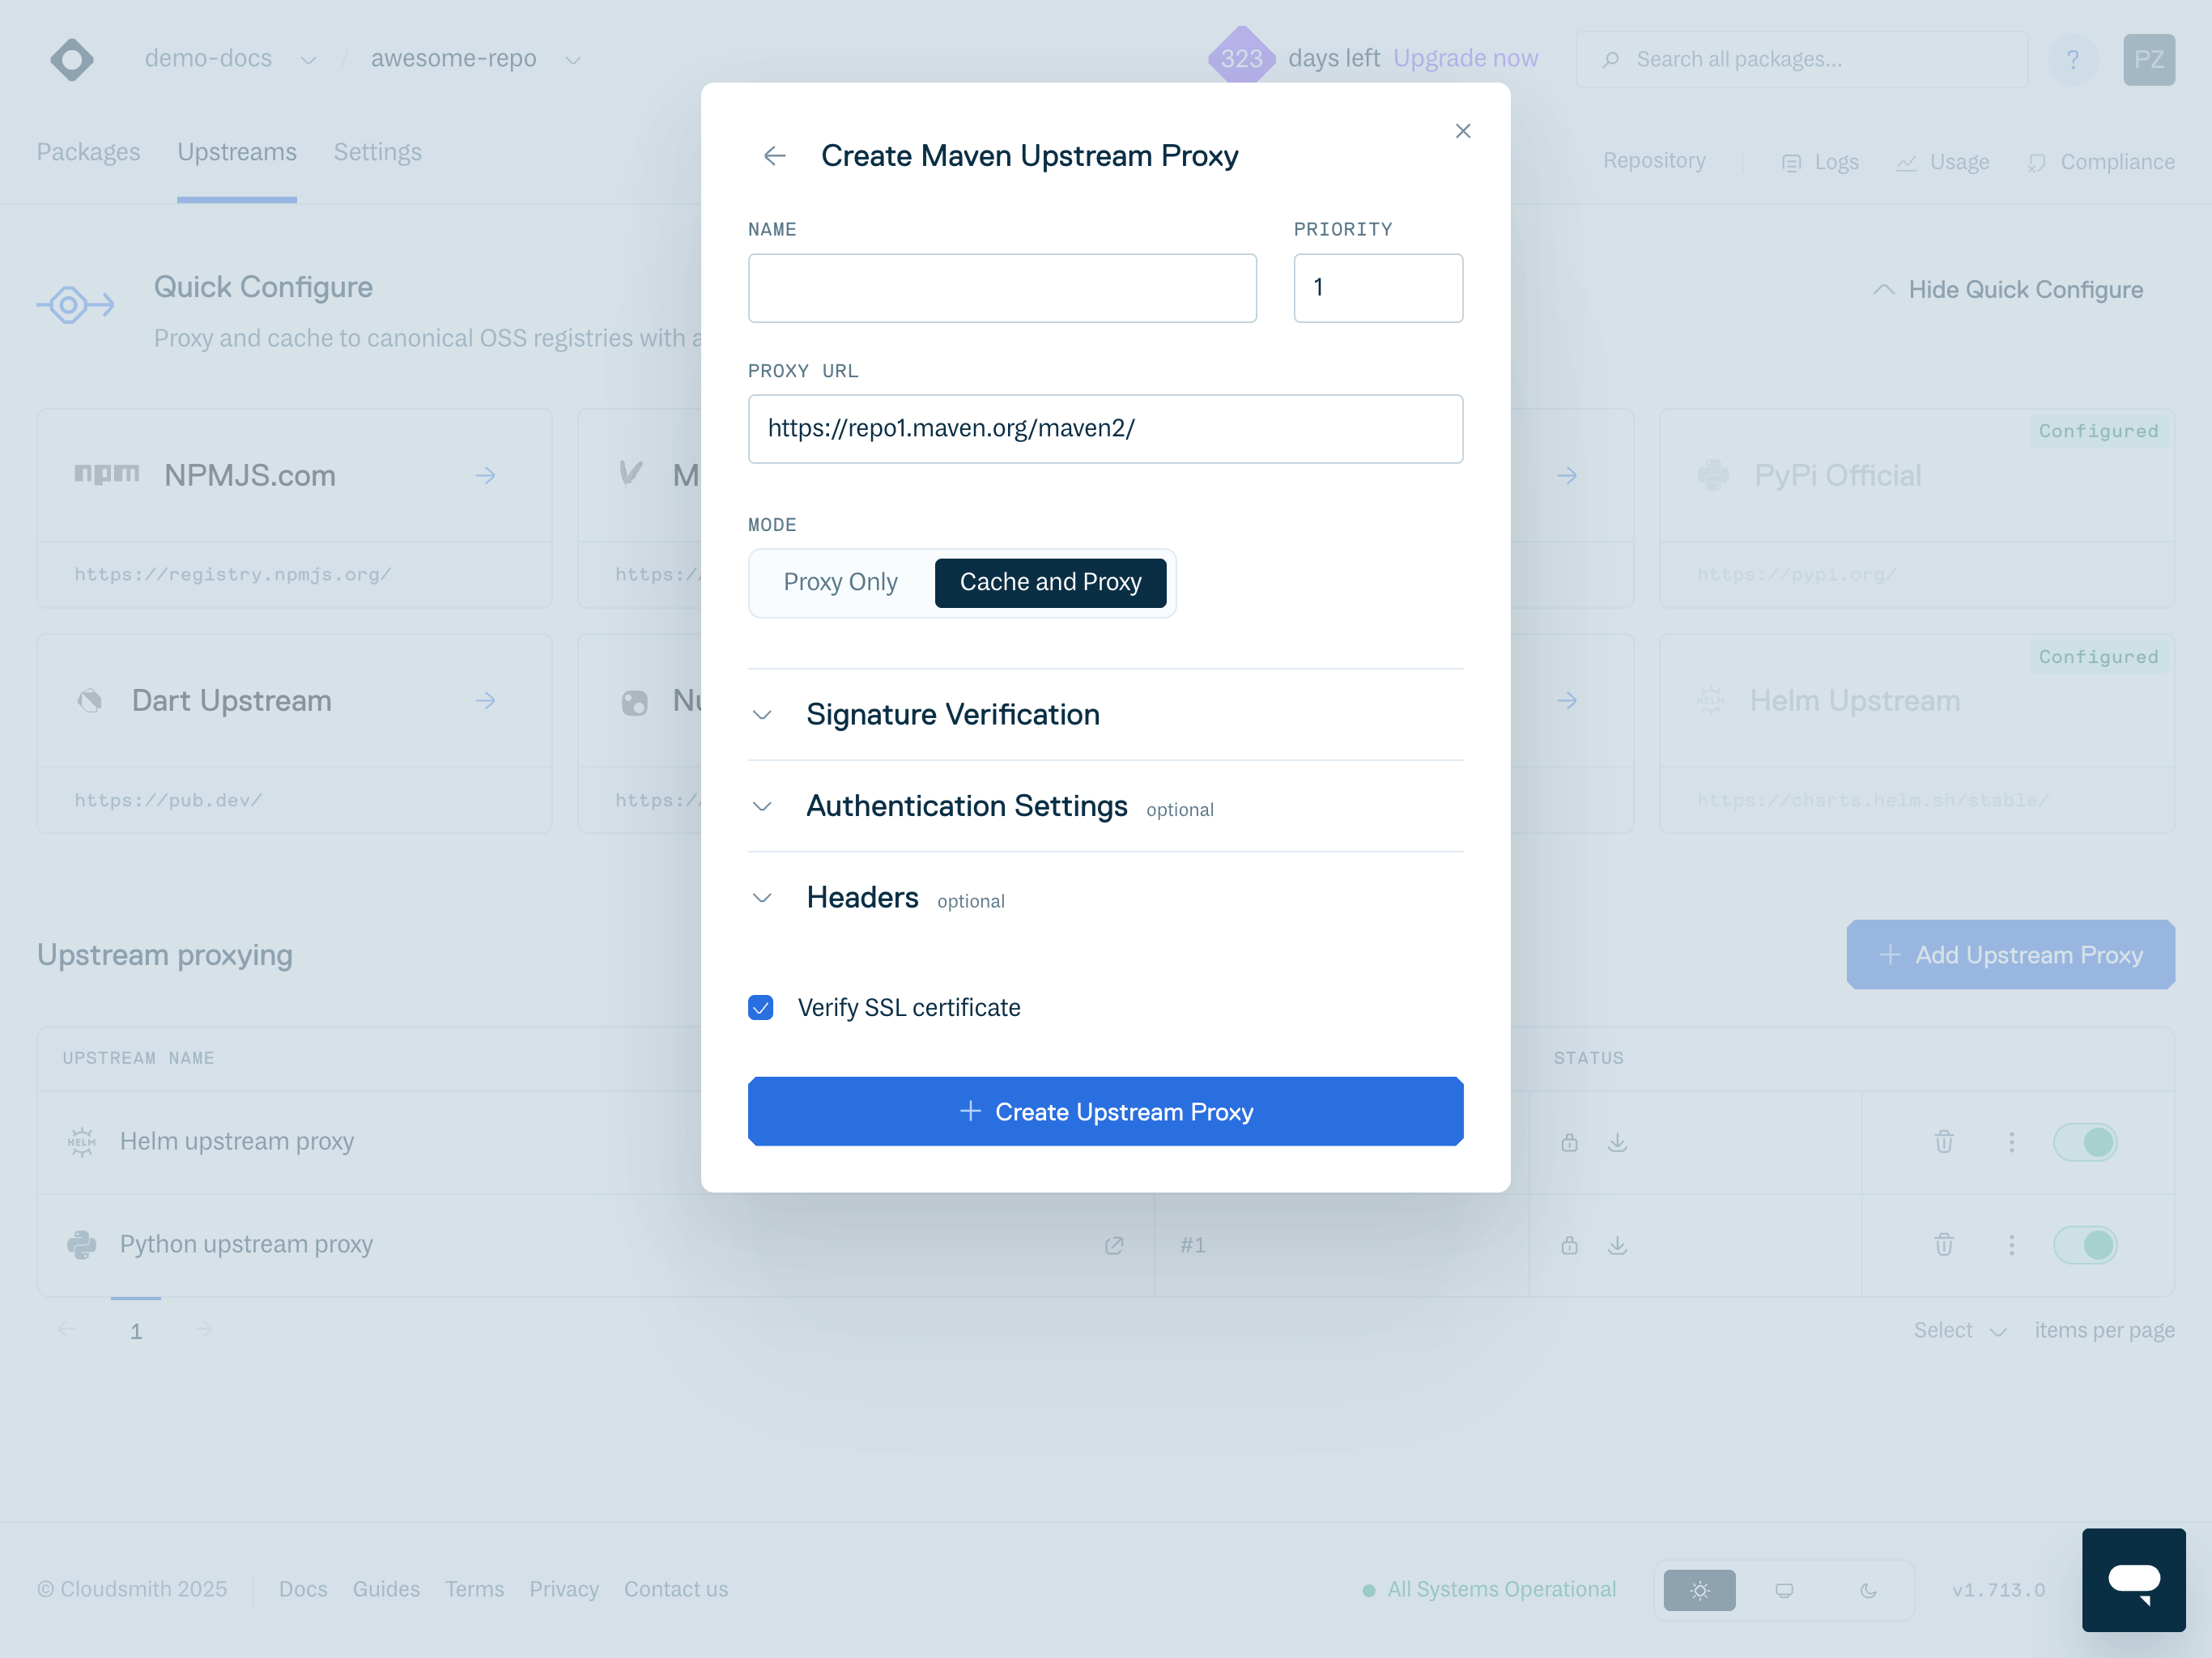 demo-docs / awesome-repo
323 days left Upgrade now
Search all packages...
?
PZ
Packages Upstreams Settings
Repository Logs Usage Compliance
Create Maven Upstream Proxy
NAME PRIORITY
1
PROXY URL
https://repo1.maven.org/maven2/
MODE
Proxy Only Cache and Proxy
Signature Verification
Authentication Settings optional
Headers optional
Verify SSL certificate
Create Upstream Proxy
Quick Configure
Hide Quick Configure
Proxy and cache to canonical OSS registries with
npm NPMJS.com
https://registry.npmjs.org/
https:/
Configured
PyPi Official
https://pypi.org/
Dart Upstream
https://pub.dev/
https:/
Configured
HELM Helm Upstream
https://charts.helm.sh/stable/
Upstream proxying
Add Upstream Proxy
UPSTREAM NAME STATUS
HELM Helm upstream proxy
Python upstream proxy #1
1
Select items per page
© Cloudsmith 2025 Docs Guides Terms Privacy Contact us
All Systems Operational
v1.713.0